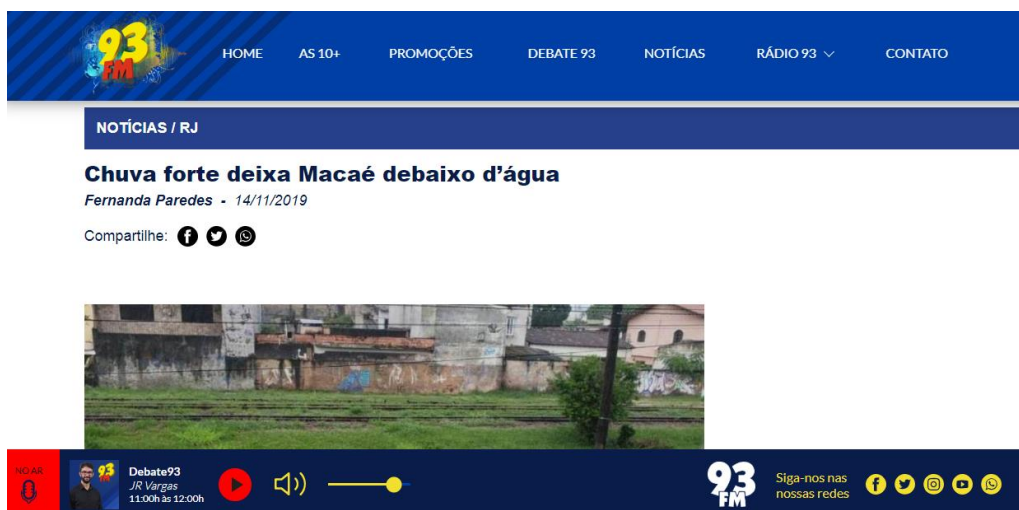 93 FM
HOME AS 10+ PROMOÇÕES DEBATE 93 NOTÍCIAS RÁDIO 93 CONTATO
NOTÍCIAS / RJ
Chuva forte deixa Macaé debaixo d’água
Fernanda Paredes - 14/11/2019
Compartilhe:
NO AR
93
Debate93
JR Vargas
11:00h às 12:00h
93 FM
Siga-nos nas
nossas redes